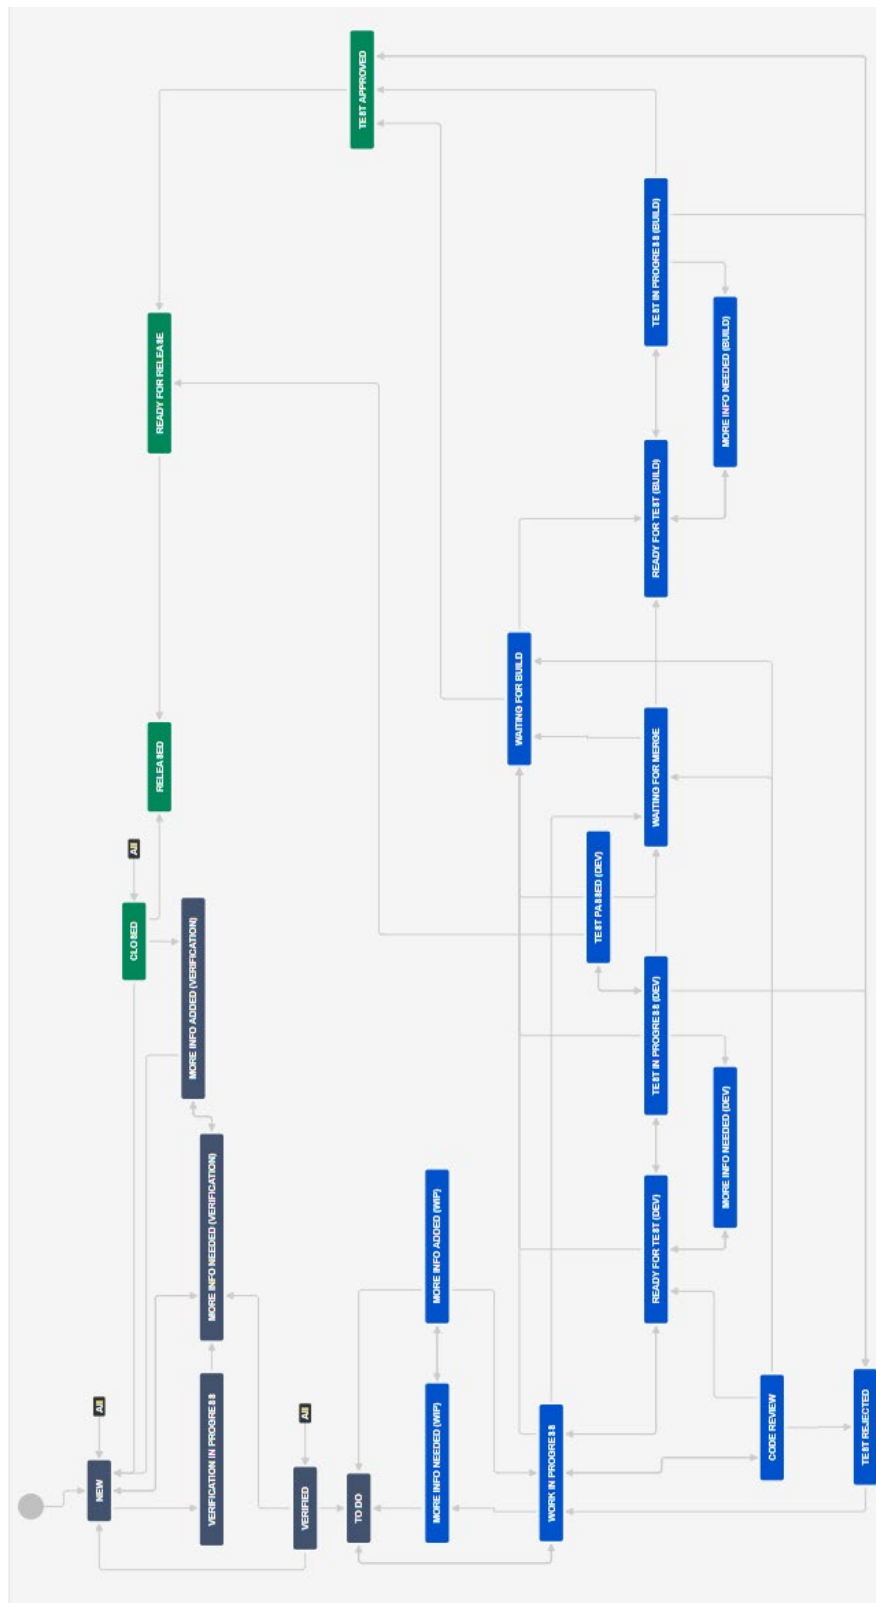 NEW
All
VERIFICATION IN PROGRESS
VERIFIED
All
TO DO
MORE INFO NEEDED (VERIFICATION)
MORE INFO ADDED (VERIFICATION)
CLOSED
All
RELEASED
READY FOR RELEASE
TEST APPROVED
MORE INFO NEEDED (WIP)
MORE INFO ADDED (WIP)
WORK IN PROGRESS
CODE REVIEW
TEST REJECTED
READY FOR TEST (DEV)
MORE INFO NEEDED (DEV)
TEST IN PROGRESS (DEV)
TEST PASSED (DEV)
WAITING FOR MERGE
WAITING FOR BUILD
READY FOR TEST (BUILD)
MORE INFO NEEDED (BUILD)
TEST IN PROGRESS (BUILD)